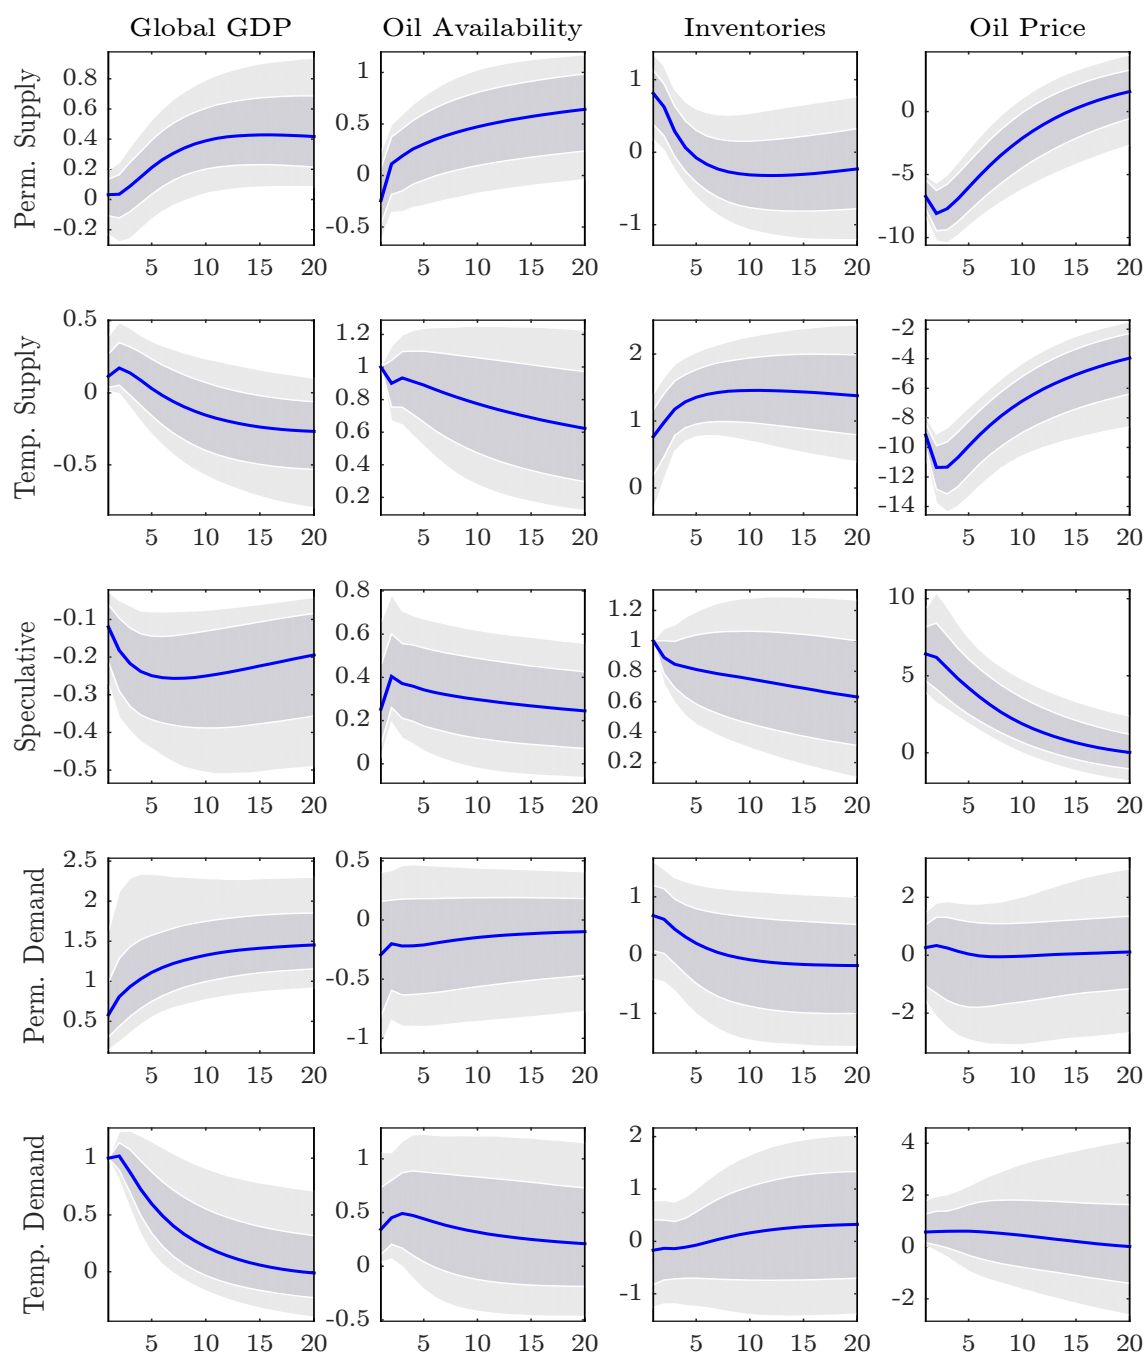 Global GDP Oil Availability Inventories Oil Price
Perm. Supply
0.8 0.6 0.4 0.2 0 -0.2
1 0.5 0 -0.5
1 0 -1
0 -5 -10
5 10 15 20 5 10 15 20 5 10 15 20 5 10 15 20
Temp. Supply
0.5 0 -0.5
1.2 1 0.8 0.6 0.4 0.2
2 1 0
-2 -4 -6 -8 -10 -12 -14
5 10 15 20 5 10 15 20 5 10 15 20 5 10 15 20
Speculative
-0.1 -0.2 -0.3 -0.4 -0.5
0.8 0.6 0.4 0.2 0
1.2 1 0.8 0.6 0.4 0.2
10 5 0
5 10 15 20 5 10 15 20 5 10 15 20 5 10 15 20
Perm. Demand
2.5 2 1.5 1 0.5
0.5 0 -0.5 -1
1 0 -1
2 0 -2
5 10 15 20 5 10 15 20 5 10 15 20 5 10 15 20
Temp. Demand
1 0.5 0
1 0.5 0 -0.5
2 1 0 -1
4 2 0 -2
5 10 15 20 5 10 15 20 5 10 15 20 5 10 15 20